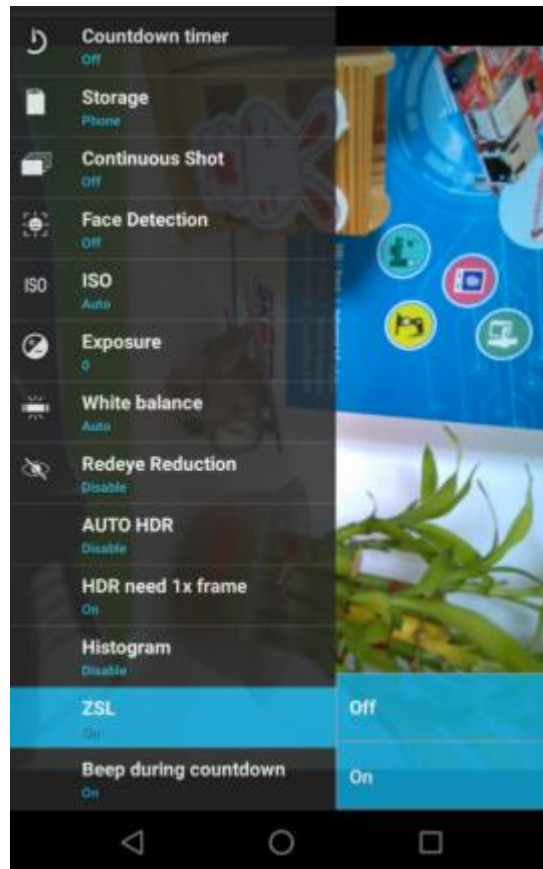 Countdown timer
Off
Storage
Phone
Continuous Shot
Off
Face Detection
Off
ISO
ISO
Auto
Exposure
0
White balance
Auto
Redeye Reduction
Disable
AUTO HDR
Disable
HDR need 1x frame
On
Histogram
Disable
ZSL
On
Off
Beep during countdown
On
On